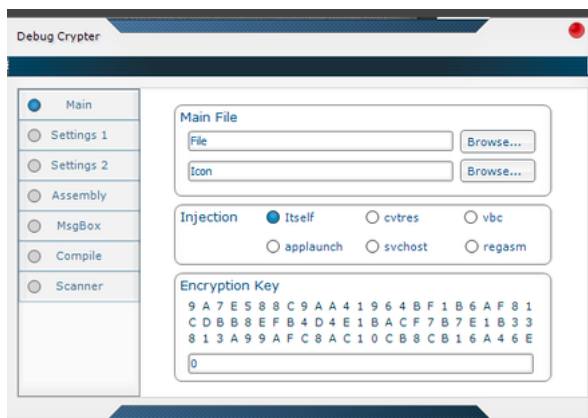 Debug Crypter
Main
Settings 1
Settings 2
Assembly
MsgBox
Compile
Scanner
Main File
File
Browse...
Icon
Browse...
Injection
Itself
cvtres
vbc
applaunch
svchost
regasm
Encryption Key
9 A 7 E 5 8 8 C 9 A A 4 1 9 6 4 B F 1 B 6 A F 8 1
C D B B 8 E F B 4 D 4 E 1 B A C F 7 B 7 E 1 B 3 3
8 1 3 A 9 9 A F C 8 A C 1 0 C B 8 C B 1 6 A 4 6 E
0